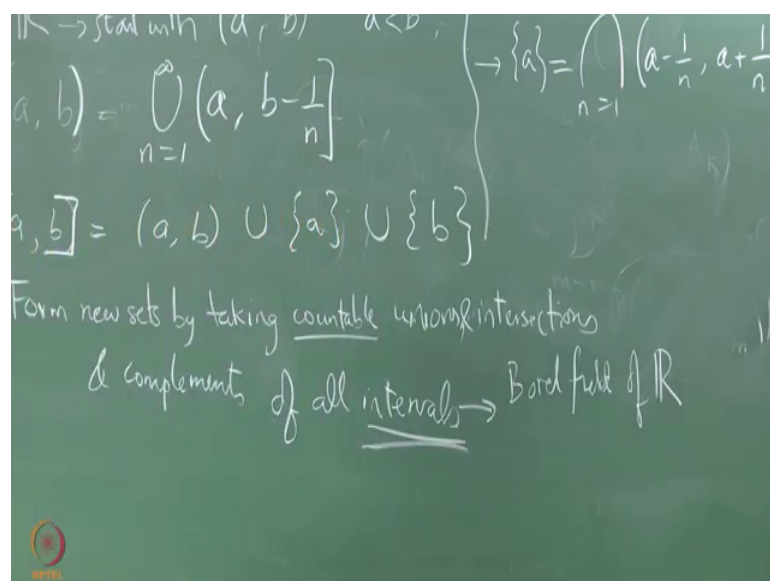 ℝ → start with (a, b) a<b,
→ {a} = ⋂ n≥1 (a-1/n, a+1/n
a, b) = ∞⋃n=1 (a, b-1/n]
a, b] = (a, b) ∪ {a} ∪ {b}
Form new sets by taking countable unions & intersections
& complements of all intervals → Borel field of ℝ
NPTEL